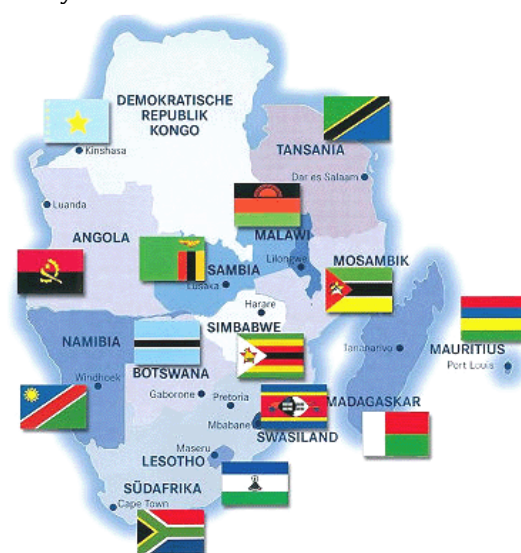 DEMOKRATISCHE
REPUBLIK
KONGO
Kinshasa
TANSANIA
Dar es Salaam
Luanda
ANGOLA
MALAWI
Lilongwe
MOSAMBIK
SAMBIA
Lusaka
Harare
SIMBABWE
NAMIBIA
Windhoek
BOTSWANA
Gaborone
Pretoria
Mbabane
SWASILAND
Tananarivo
MADAGASKAR
MAURITIUS
Port Louis
Maseru
LESOTHO
SÜDAFRIKA
Cape Town